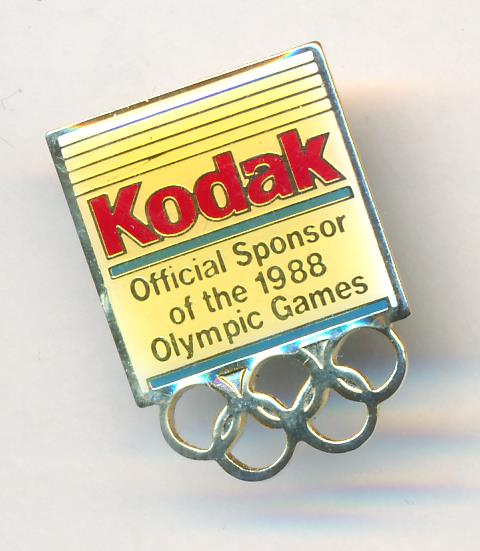 Kodak
Official Sponsor
of the 1988
Olympic Games